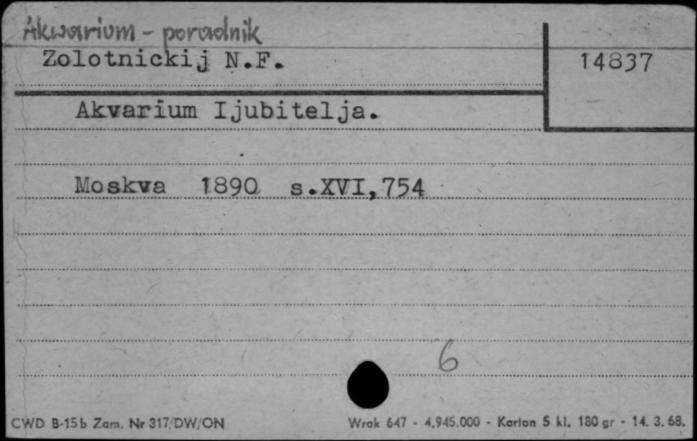 Akwarium - poradnik
Zolotnickij N.F.
14837
Akvarium Ijubitelja.
Moskva 1890 s.XVI,754
6
CWD B-15b Zam. Nr 317/DW/ON
Wrak 647 - 4.945.000 - Karton 5 kl. 180 gr - 14. 3. 68.